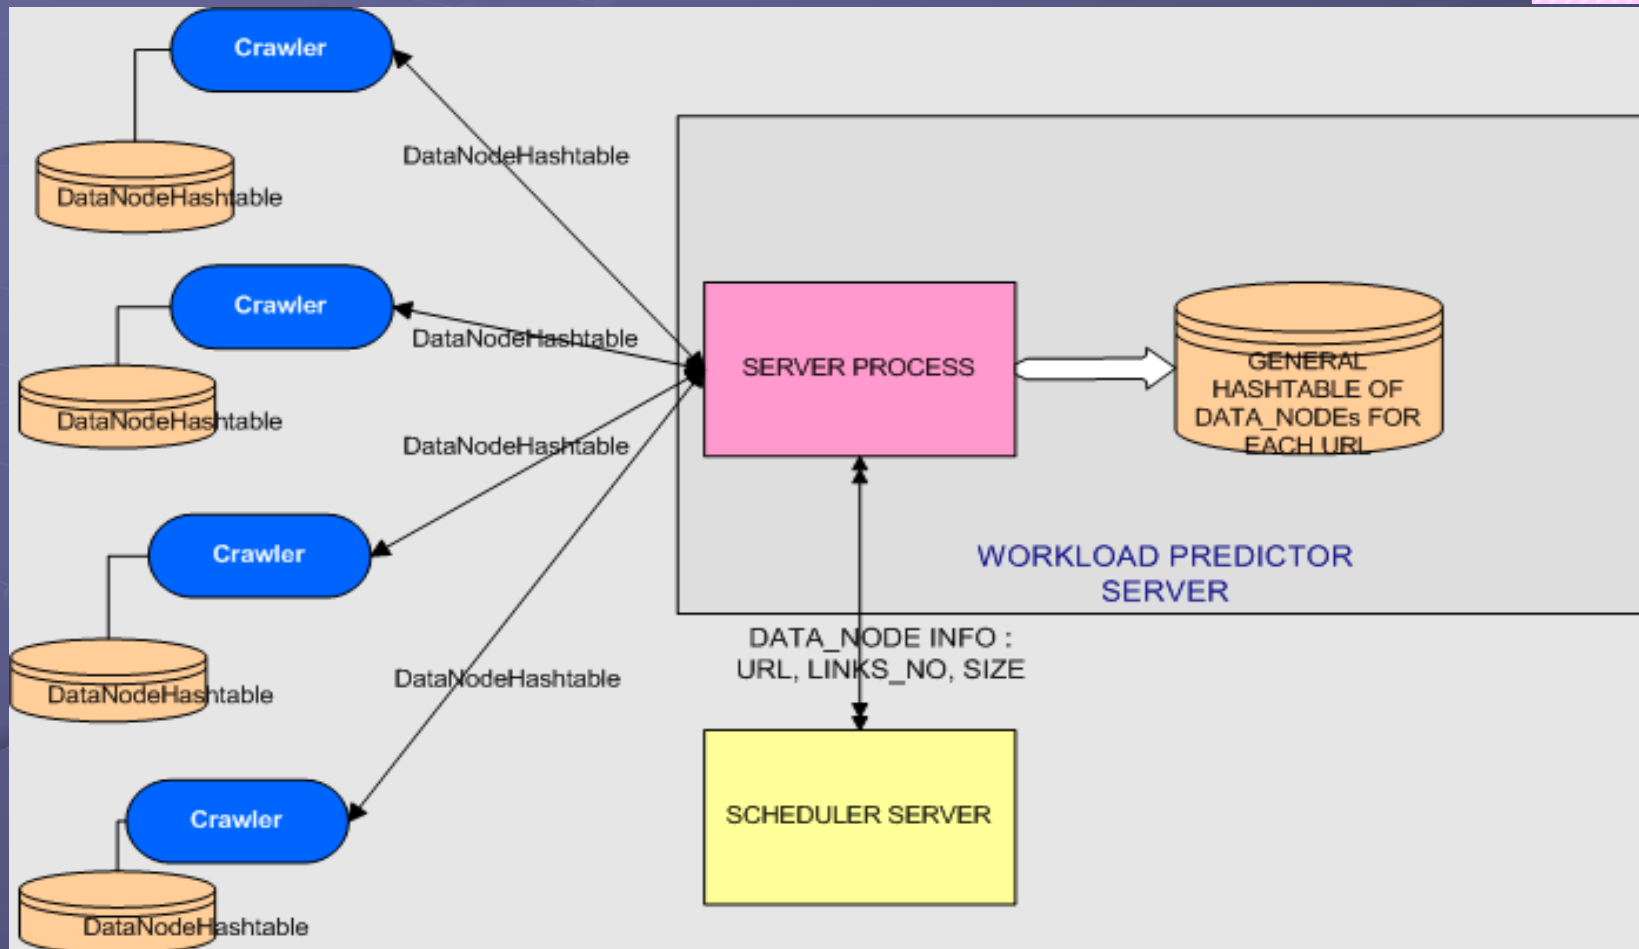 Crawler
DataNodeHashtable
DataNodeHashtable
Crawler
DataNodeHashtable
DataNodeHashtable
Crawler
DataNodeHashtable
DataNodeHashtable
Crawler
DataNodeHashtable
DataNodeHashtable
SERVER PROCESS
GENERAL
HASHTABLE OF
DATA_NODEs FOR
EACH URL
WORKLOAD PREDICTOR
SERVER
DATA_NODE INFO :
URL, LINKS_NO, SIZE
SCHEDULER SERVER